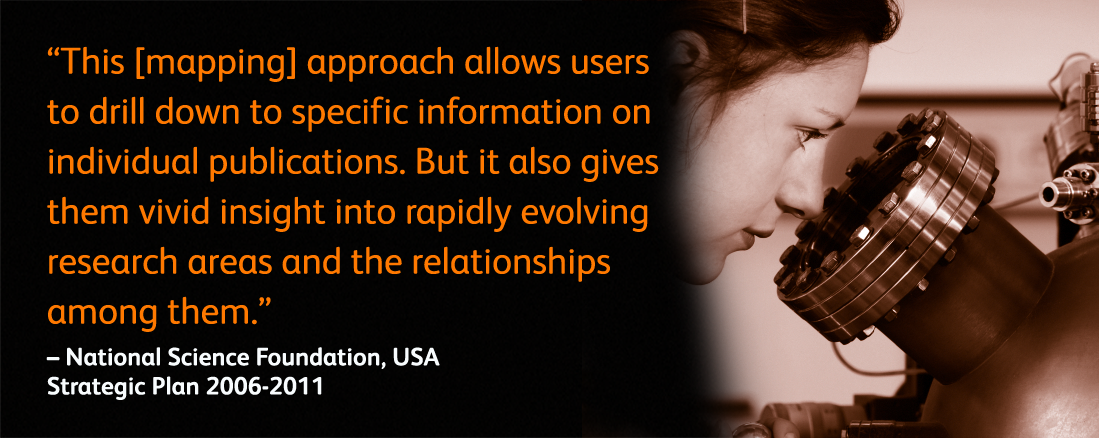 “This [mapping] approach allows users
to drill down to specific information on
individual publications. But it also gives
them vivid insight into rapidly evolving
research areas and the relationships
among them.”
– National Science Foundation, USA
Strategic Plan 2006-2011